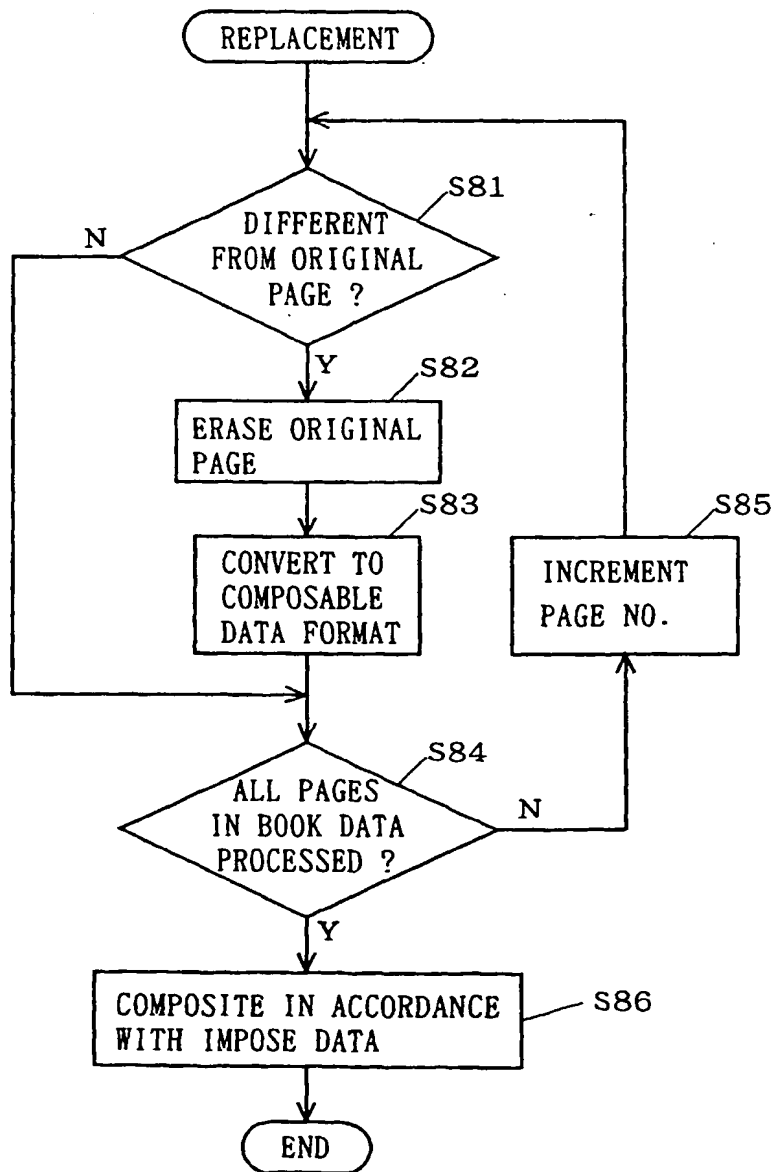 REPLACEMENT
S81
DIFFERENT
FROM ORIGINAL
PAGE ?
N
Y
S82
ERASE ORIGINAL
PAGE
S83
CONVERT TO
COMPOSABLE
DATA FORMAT
S85
INCREMENT
PAGE NO.
S84
ALL PAGES
IN BOOK DATA
PROCESSED ?
N
Y
COMPOSITE IN ACCORDANCE
WITH IMPOSE DATA
S86
END